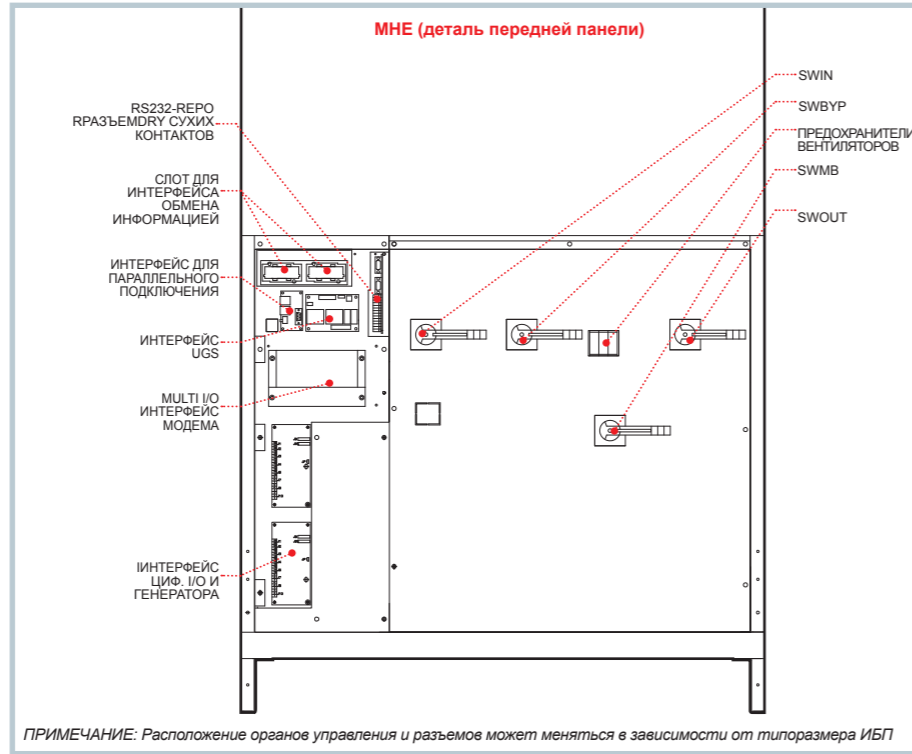 МНЕ (деталь передней панели)
RS232-REPO
RРАЗЪЕМDRY СУХИХ
КОНТАКТОВ
СЛОТ ДЛЯ
ИНТЕРФЕЙСА
ОБМЕНА
ИНФОРМАЦИЕЙ
ИНТЕРФЕЙС ДЛЯ
ПАРАЛЛЕЛЬНОГО
ПОДКЛЮЧЕНИЯ
ИНТЕРФЕЙС
UGS
MULTI I/O
ИНТЕРФЕЙС
МОДЕМА
IИНТЕРФЕЙС
ЦИФ. I/O И
ГЕНЕРАТОРА
SWIN
SWBYP
ПРЕДОХРАНИТЕЛИ
ВЕНТИЛЯТОРОВ
SWMB
SWOUT
ПРИМЕЧАНИЕ: Расположение органов управления и разъемов может меняться в зависимости от типоразмера ИБП